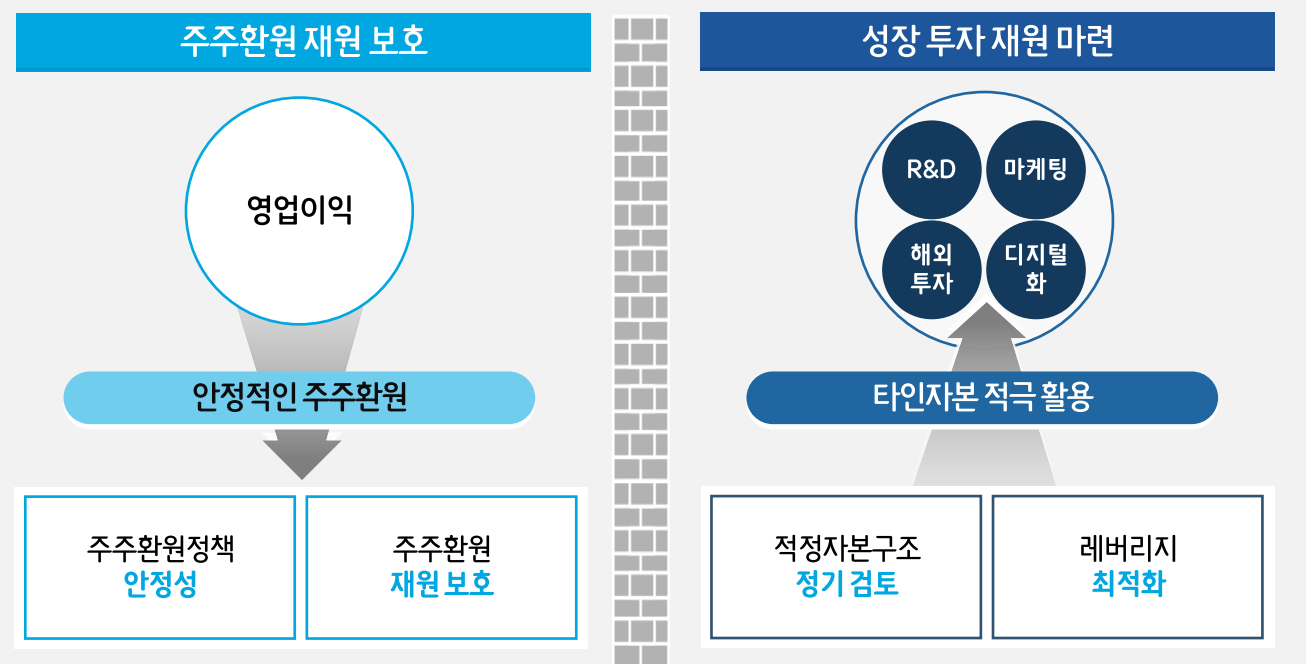 주주환원 재원 보호
영업이익
안정적인 주주환원
주주환원정책
안정성
주주환원
재원 보호
성장 투자 재원 마련
R&D
마케팅
해외
투자
디지털
화
타인자본 적극 활용
적정자본구조
정기 검토
레버리지
최적화